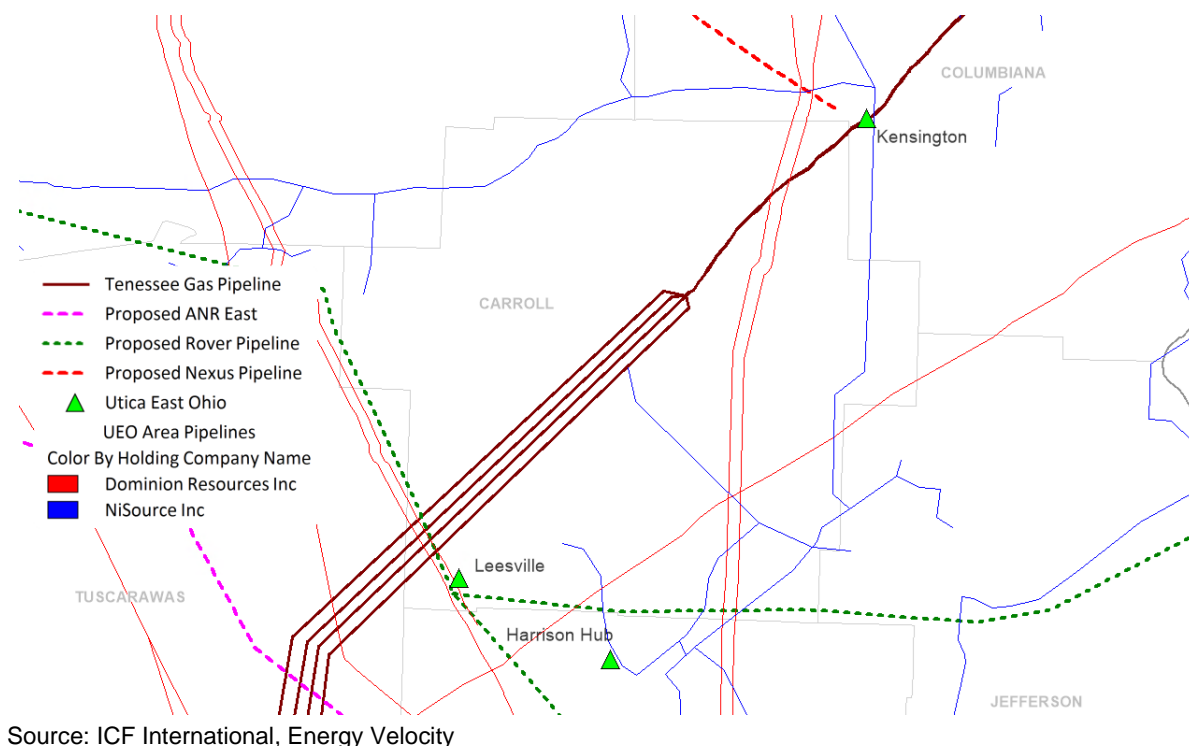 COLUMBIANA
Kensington
Tenessee Gas Pipeline
CARROLL
Proposed ANR East
Proposed Rover Pipeline
Proposed Nexus Pipeline
Utica East Ohio
UEO Area Pipelines
Color By Holding Company Name
Dominion Resources Inc
NiSource Inc
Leesville
TUSCARAWAS
Harrison Hub
JEFFERSON
Source: ICF International, Energy Velocity